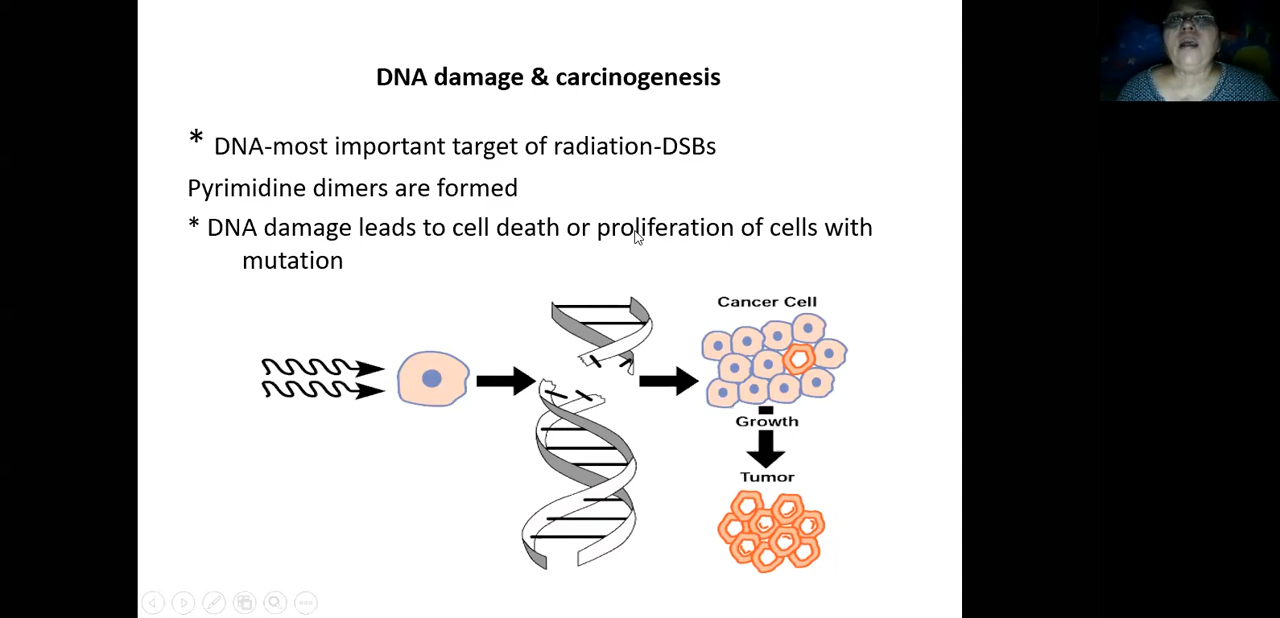 DNA damage & carcinogenesis
* DNA-most important target of radiation-DSBs
Pyrimidine dimers are formed
* DNA damage leads to cell death or proliferation of cells with
mutation
Cancer Cell
Growth
Tumor